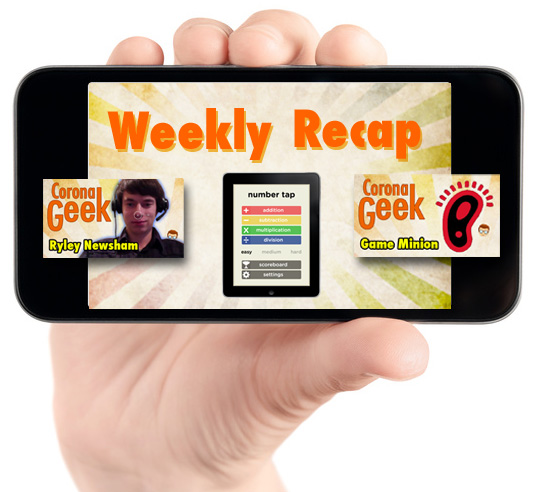 Weekly Recap
Corona
Geek
Ryley Newsham
number tap
addition
subtraction
multiplication
division
easy medium hard
scoreboard
settings
Corona
Geek
Game Minion